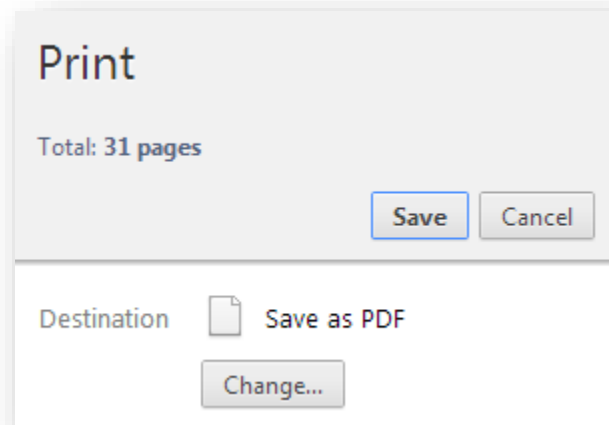 Print
Total: 31 pages
Save Cancel
Destination Save as PDF
Change...